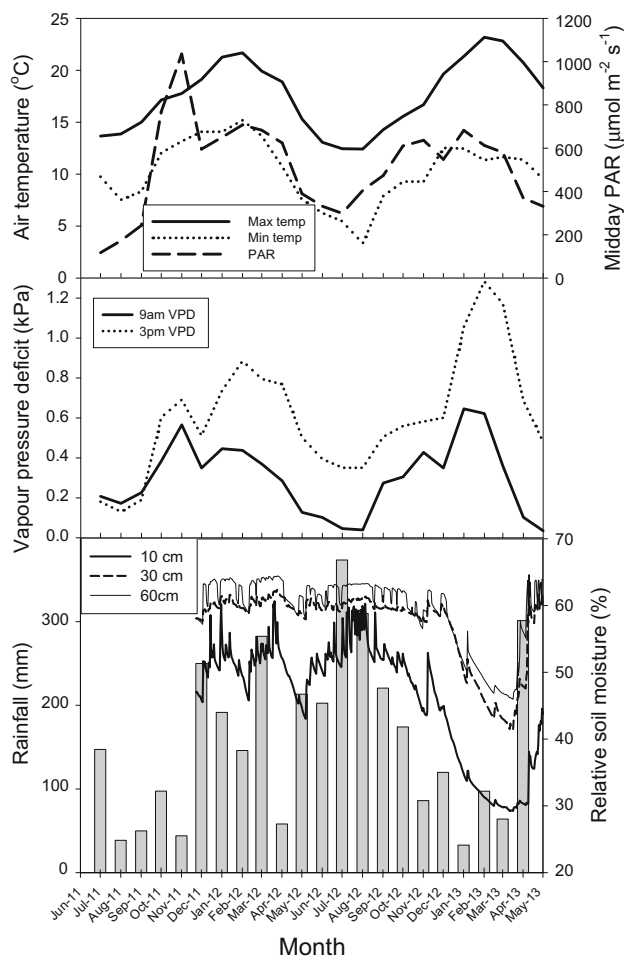 Air temperature (°C)
25
20
15
10
5
0
Max temp
Min temp
PAR
1200
1000
800
600
400
200
0
Midday PAR (μmol m⁻² s⁻¹)
Vapour pressure deficit (kPa)
1.2
1.0
0.8
0.6
0.4
0.2
0.0
9am VPD
3pm VPD
Rainfall (mm)
300
200
100
0
10 cm
30 cm
60cm
70
60
50
40
30
20
Relative soil moisture (%)
Jun-11
Jul-11
Aug-11
Sep-11
Oct-11
Nov-11
Dec-11
Jan-12
Feb-12
Mar-12
Apr-12
May-12
Jun-12
Jul-12
Aug-12
Sep-12
Oct-12
Nov-12
Dec-12
Jan-13
Feb-13
Mar-13
Apr-13
May-13
Month